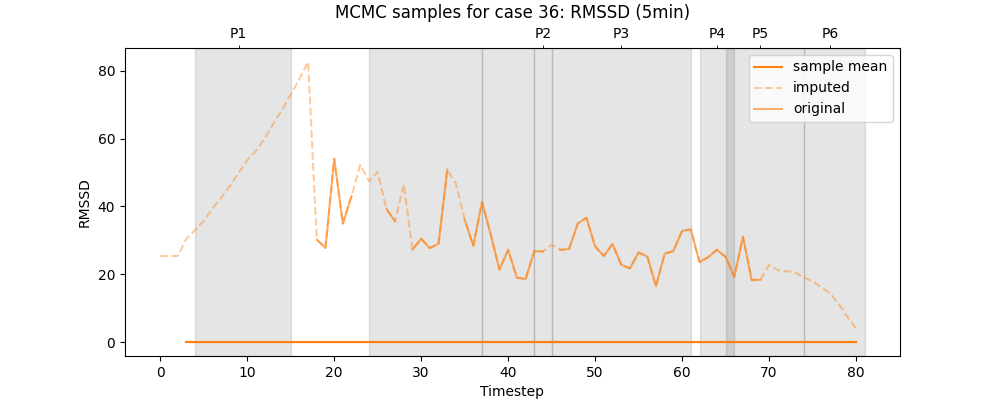 MCMC samples for case 36: RMSSD (5min)
P1 P2 P3 P4 P5 P6
sample mean
imputed
original
RMSSD
80
60
40
20
0
0 10 20 30 40 50 60 70 80
Timestep